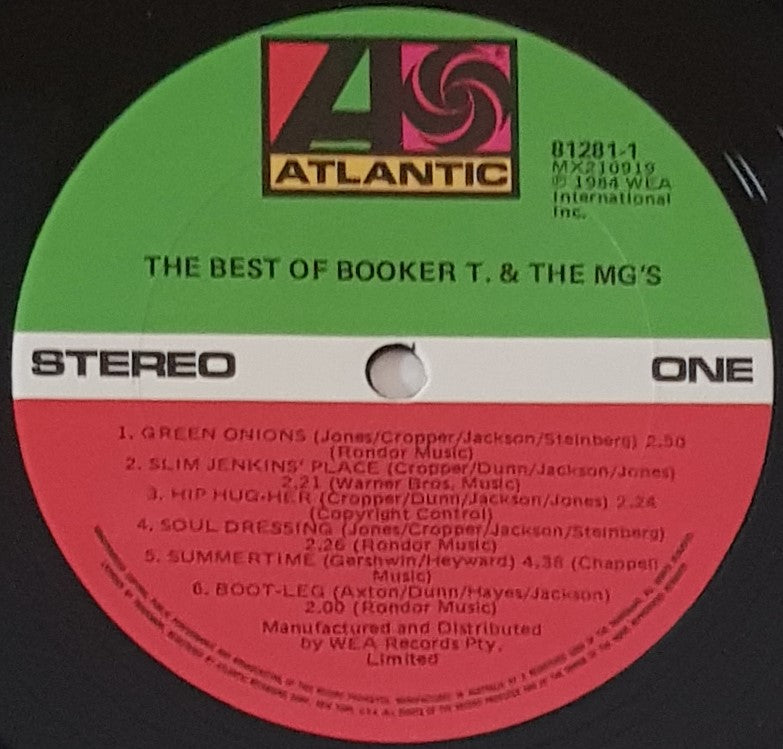 ATLANTIC
81281-1
MX210919
℗ 1984 WEA
International
Inc.
THE BEST OF BOOKER T. & THE MG'S
STEREO
ONE
1. GREEN ONIONS (Jones/Cropper/Jackson/Steinberg) 2.50
(Rondor Music)
2. SLIM JENKINS' PLACE (Cropper/Dunn/Jackson/Jones)
2.21 (Warner Bros. Music)
3. HIP HUG-HER (Cropper/Dunn/Jackson/Jones) 2.24
(Copyright Control)
4. SOUL DRESSING (Jones/Cropper/Jackson/Steinberg)
2.26 (Rondor Music)
5. SUMMERTIME (Gershwin/Heyward) 4.38 (Chappell
Music)
6. BOOT-LEG (Axton/Dunn/Hayes/Jackson)
2.00 (Rondor Music)
Manufactured and Distributed
by WEA Records Pty.
Limited